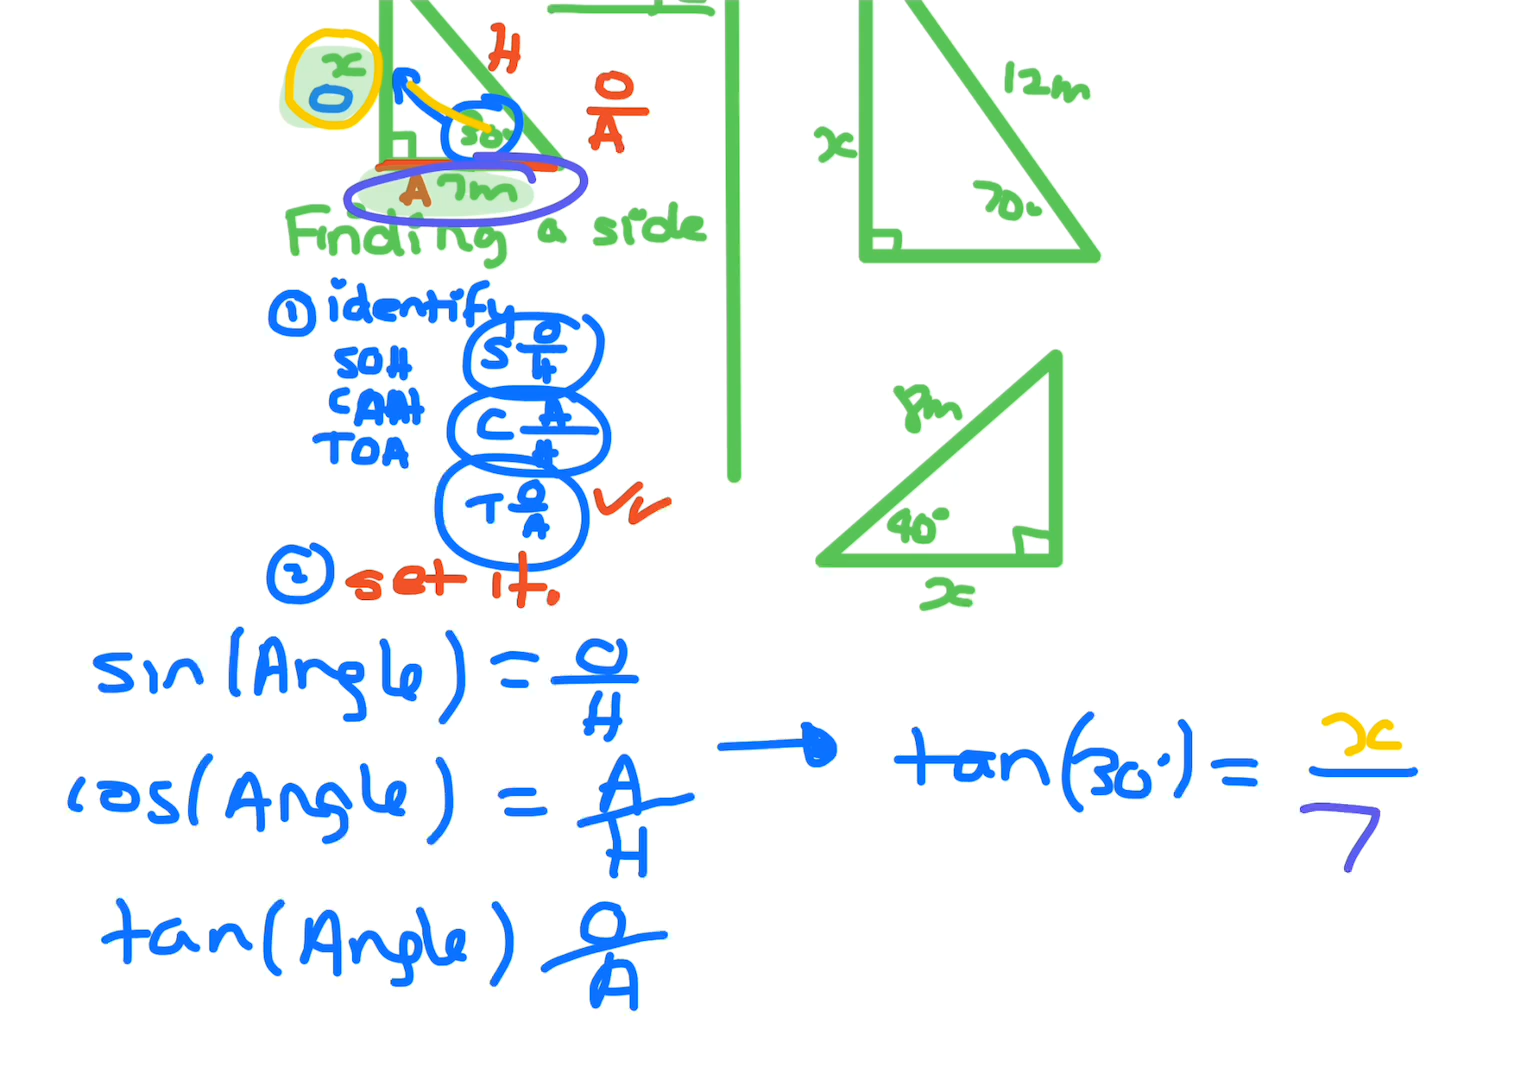 x
O
H
O
A
30°
A 7m
Finding a side
① identify
SOH S O/H
CAH C A/H
TOA T O/A
② set it.
sin(Angle) = O/H
cos(Angle) = A/H
tan(Angle) O/A
12m
x
70°
8m
40°
x
tan(30°) = x/7